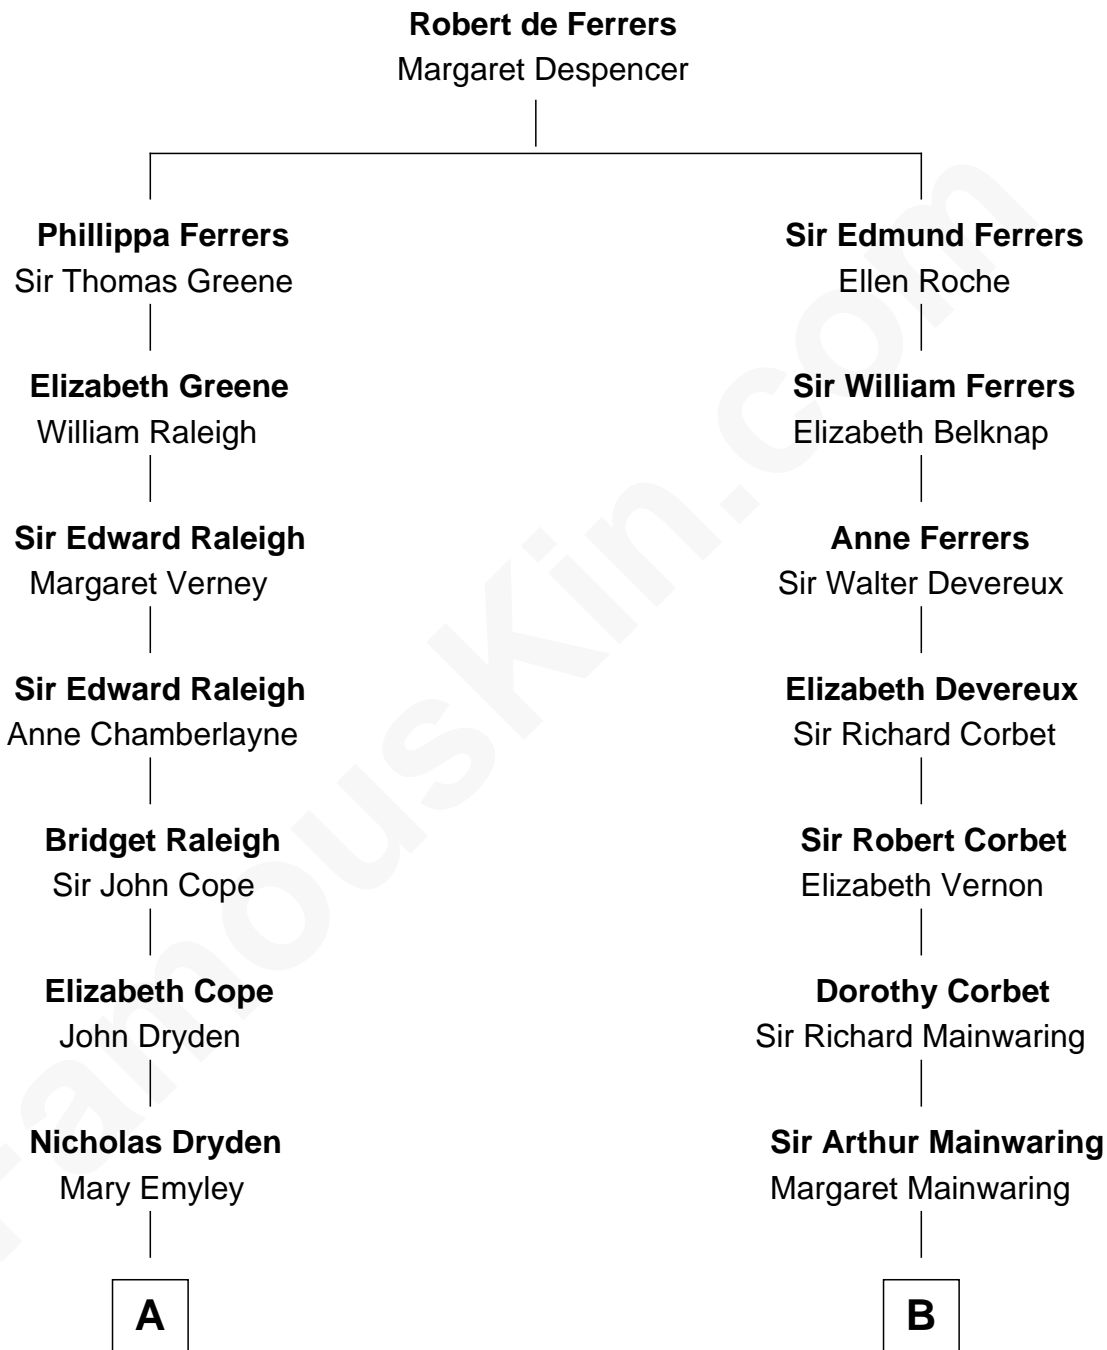 Robert de Ferrers
Margaret Despencer
Phillippa Ferrers
Sir Thomas Greene
Elizabeth Greene
William Raleigh
Sir Edward Raleigh
Margaret Verney
Sir Edward Raleigh
Anne Chamberlayne
Bridget Raleigh
Sir John Cope
Elizabeth Cope
John Dryden
Nicholas Dryden
Mary Emyley
A
Sir Edmund Ferrers
Ellen Roche
Sir William Ferrers
Elizabeth Belknap
Anne Ferrers
Sir Walter Devereux
Elizabeth Devereux
Sir Richard Corbet
Sir Robert Corbet
Elizabeth Vernon
Dorothy Corbet
Sir Richard Mainwaring
Sir Arthur Mainwaring
Margaret Mainwaring
B
FamousKin.com